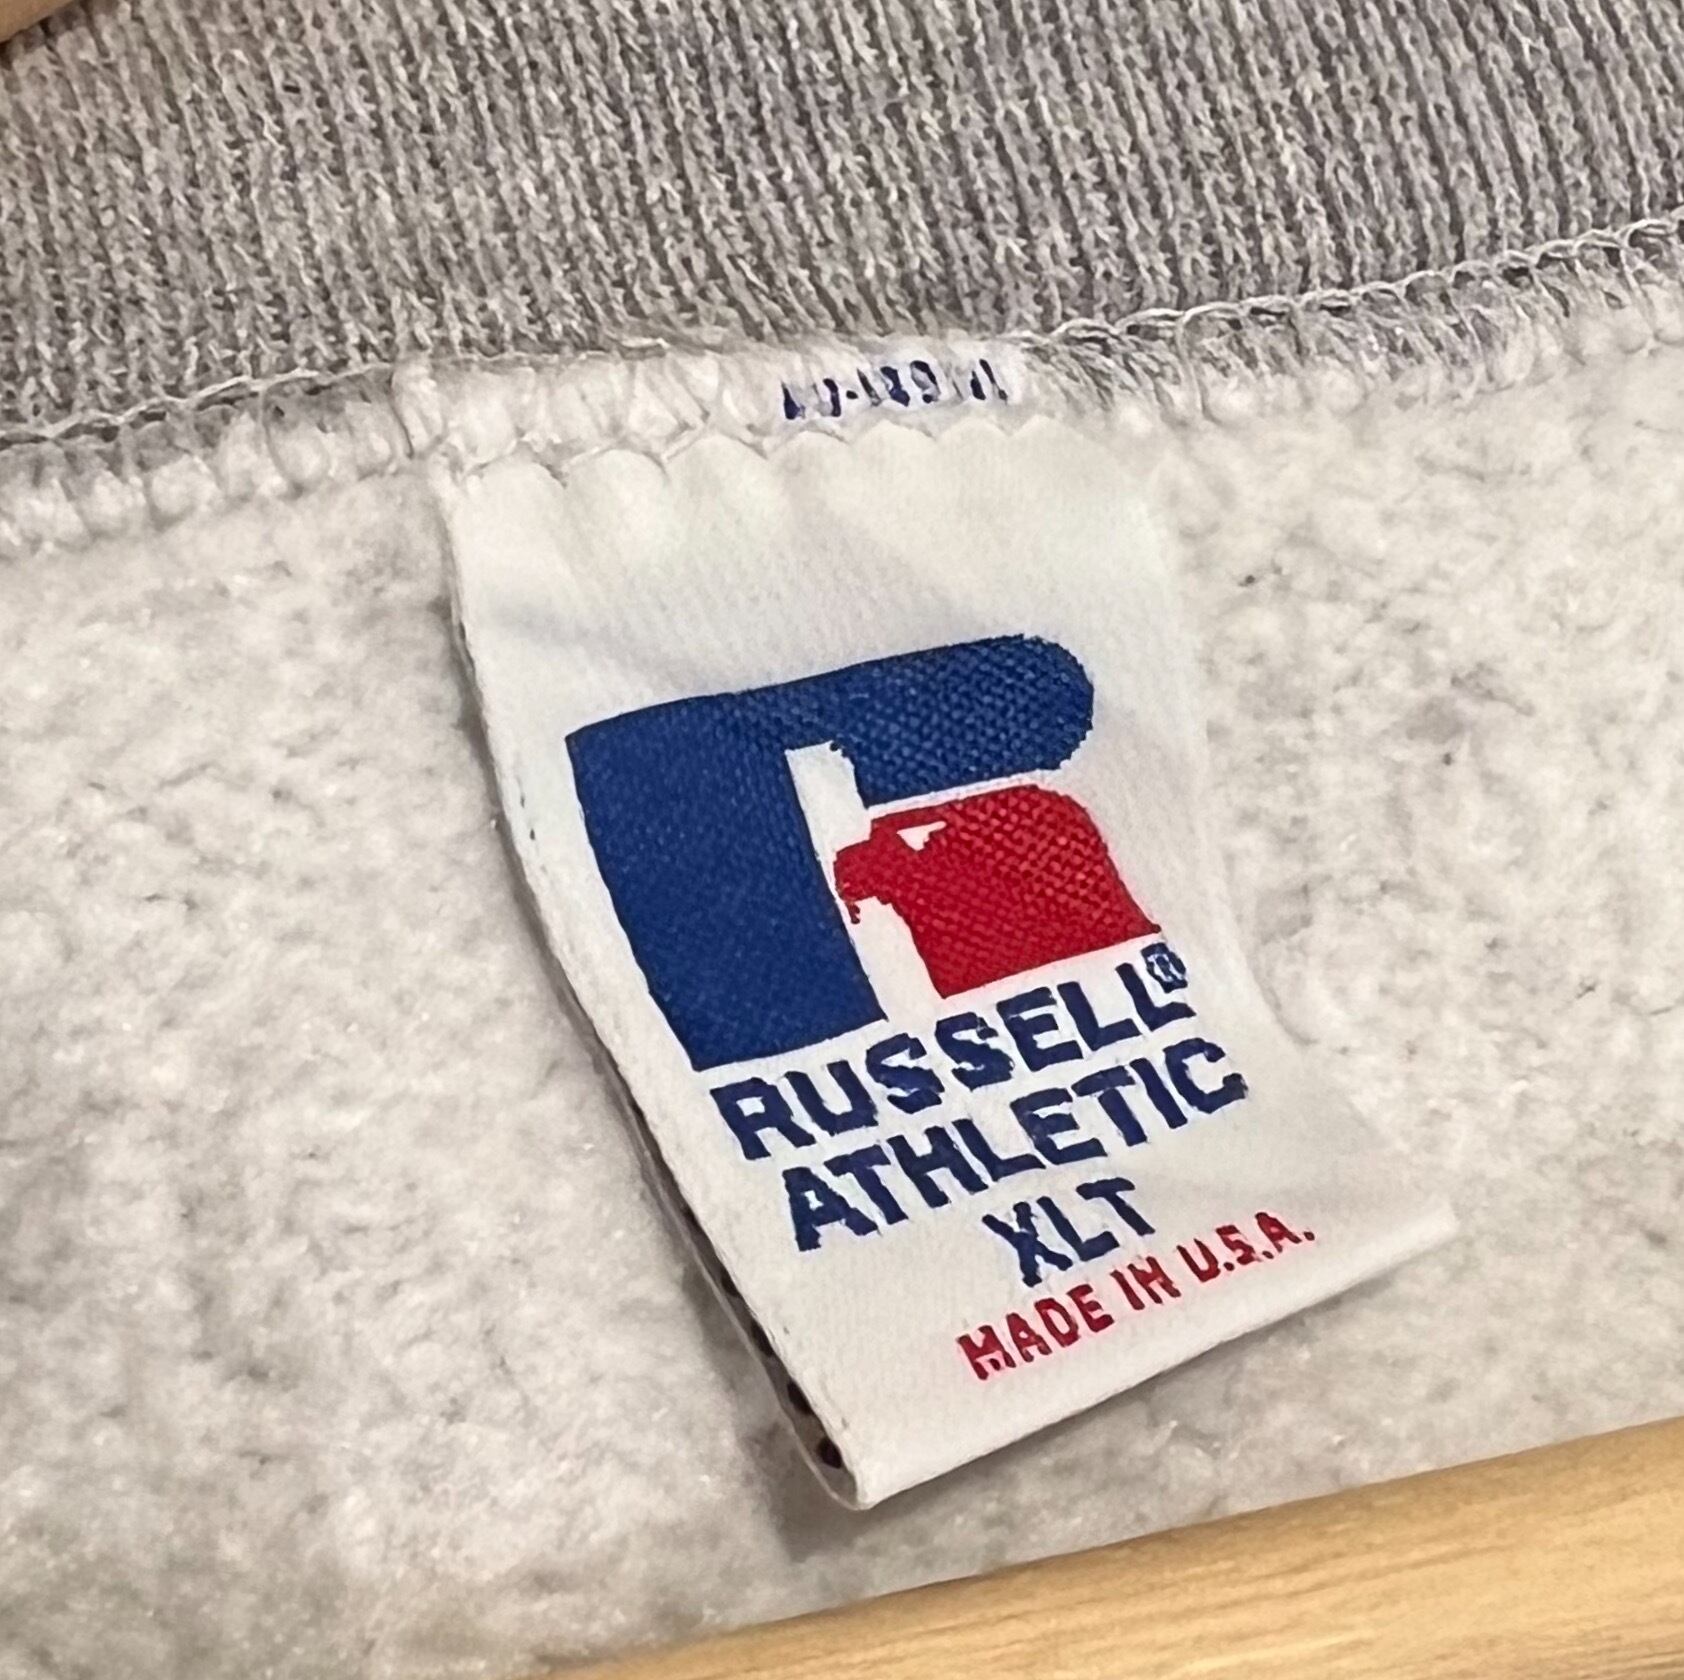 RUSSELL®
ATHLETIC
XLT
MADE IN U.S.A.